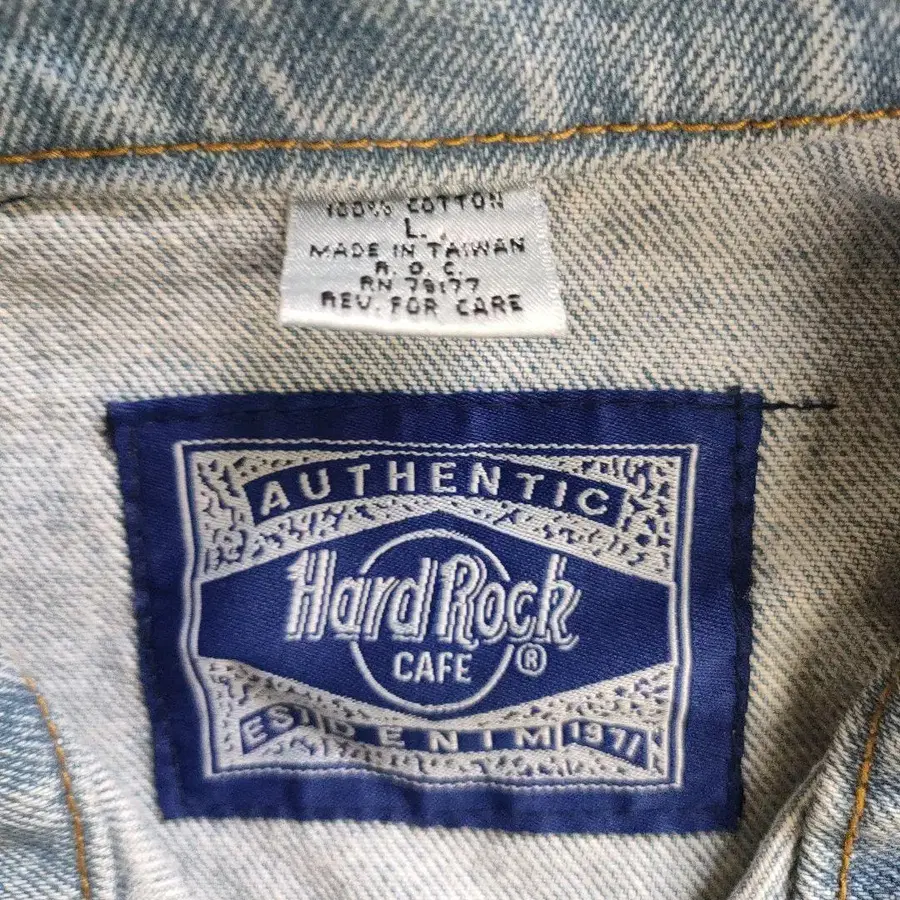 100% COTTON
L.
MADE IN TAIWAN
R.O.C.
RN 79177
REV. FOR CARE
AUTHENTIC
Hard Rock
CAFE ®
EST DENIM 1971